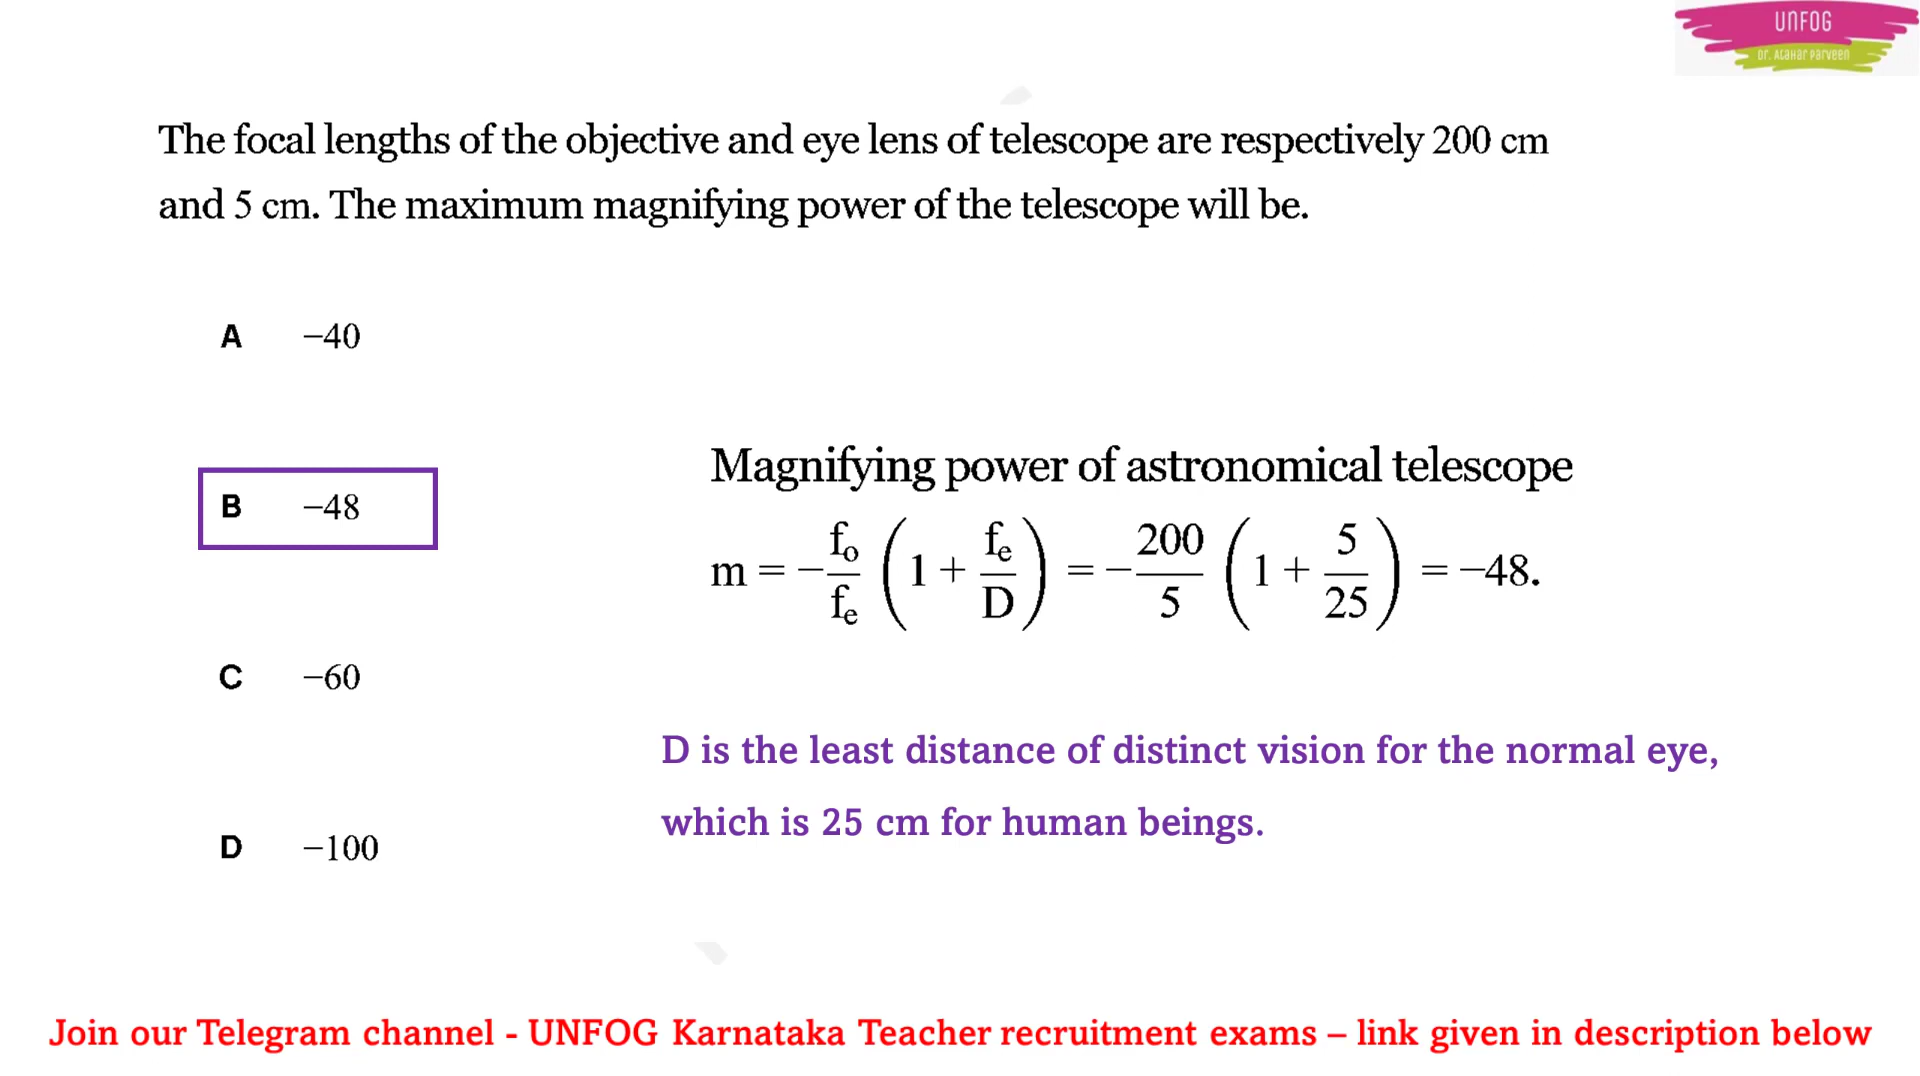 UNFOG
Dr. Atahar Parveen
The focal lengths of the objective and eye lens of telescope are respectively 200 cm
and 5 cm. The maximum magnifying power of the telescope will be.
A −40
B −48
C −60
D −100
Magnifying power of astronomical telescope
m = −f₀/fₑ (1 + fₑ/D) = −200/5 (1 + 5/25) = −48.
D is the least distance of distinct vision for the normal eye,
which is 25 cm for human beings.
Join our Telegram channel - UNFOG Karnataka Teacher recruitment exams – link given in description below